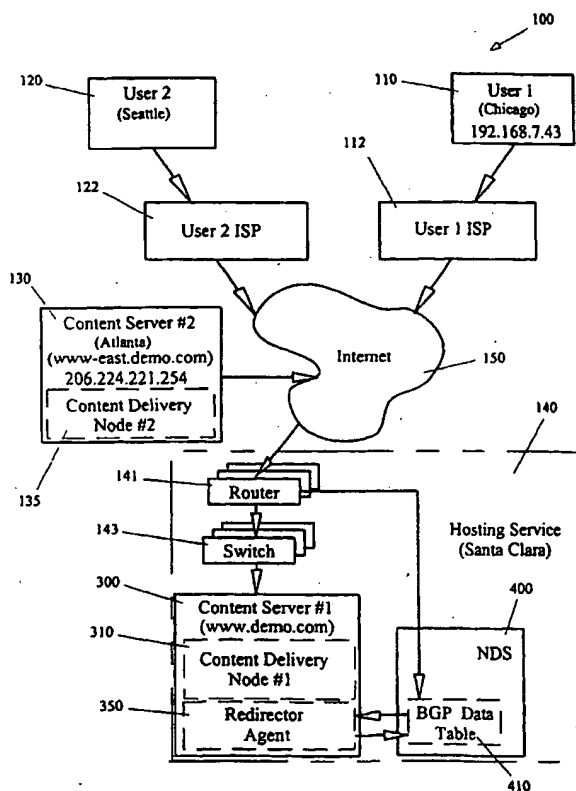 100
120
User 2
(Seattle)
110
User 1
(Chicago)
192.168.7.43
122
User 2 ISP
112
User 1 ISP
130
Content Server #2
(Atlanta)
(www-east.demo.com)
206.224.221.254
Content Delivery
Node #2
135
Internet
150
140
141
Router
143
Switch
Hosting Service
(Santa Clara)
300
Content Server #1
(www.demo.com)
310
Content Delivery
Node #1
350
Redirector
Agent
400
NDS
BGP Data
Table
410